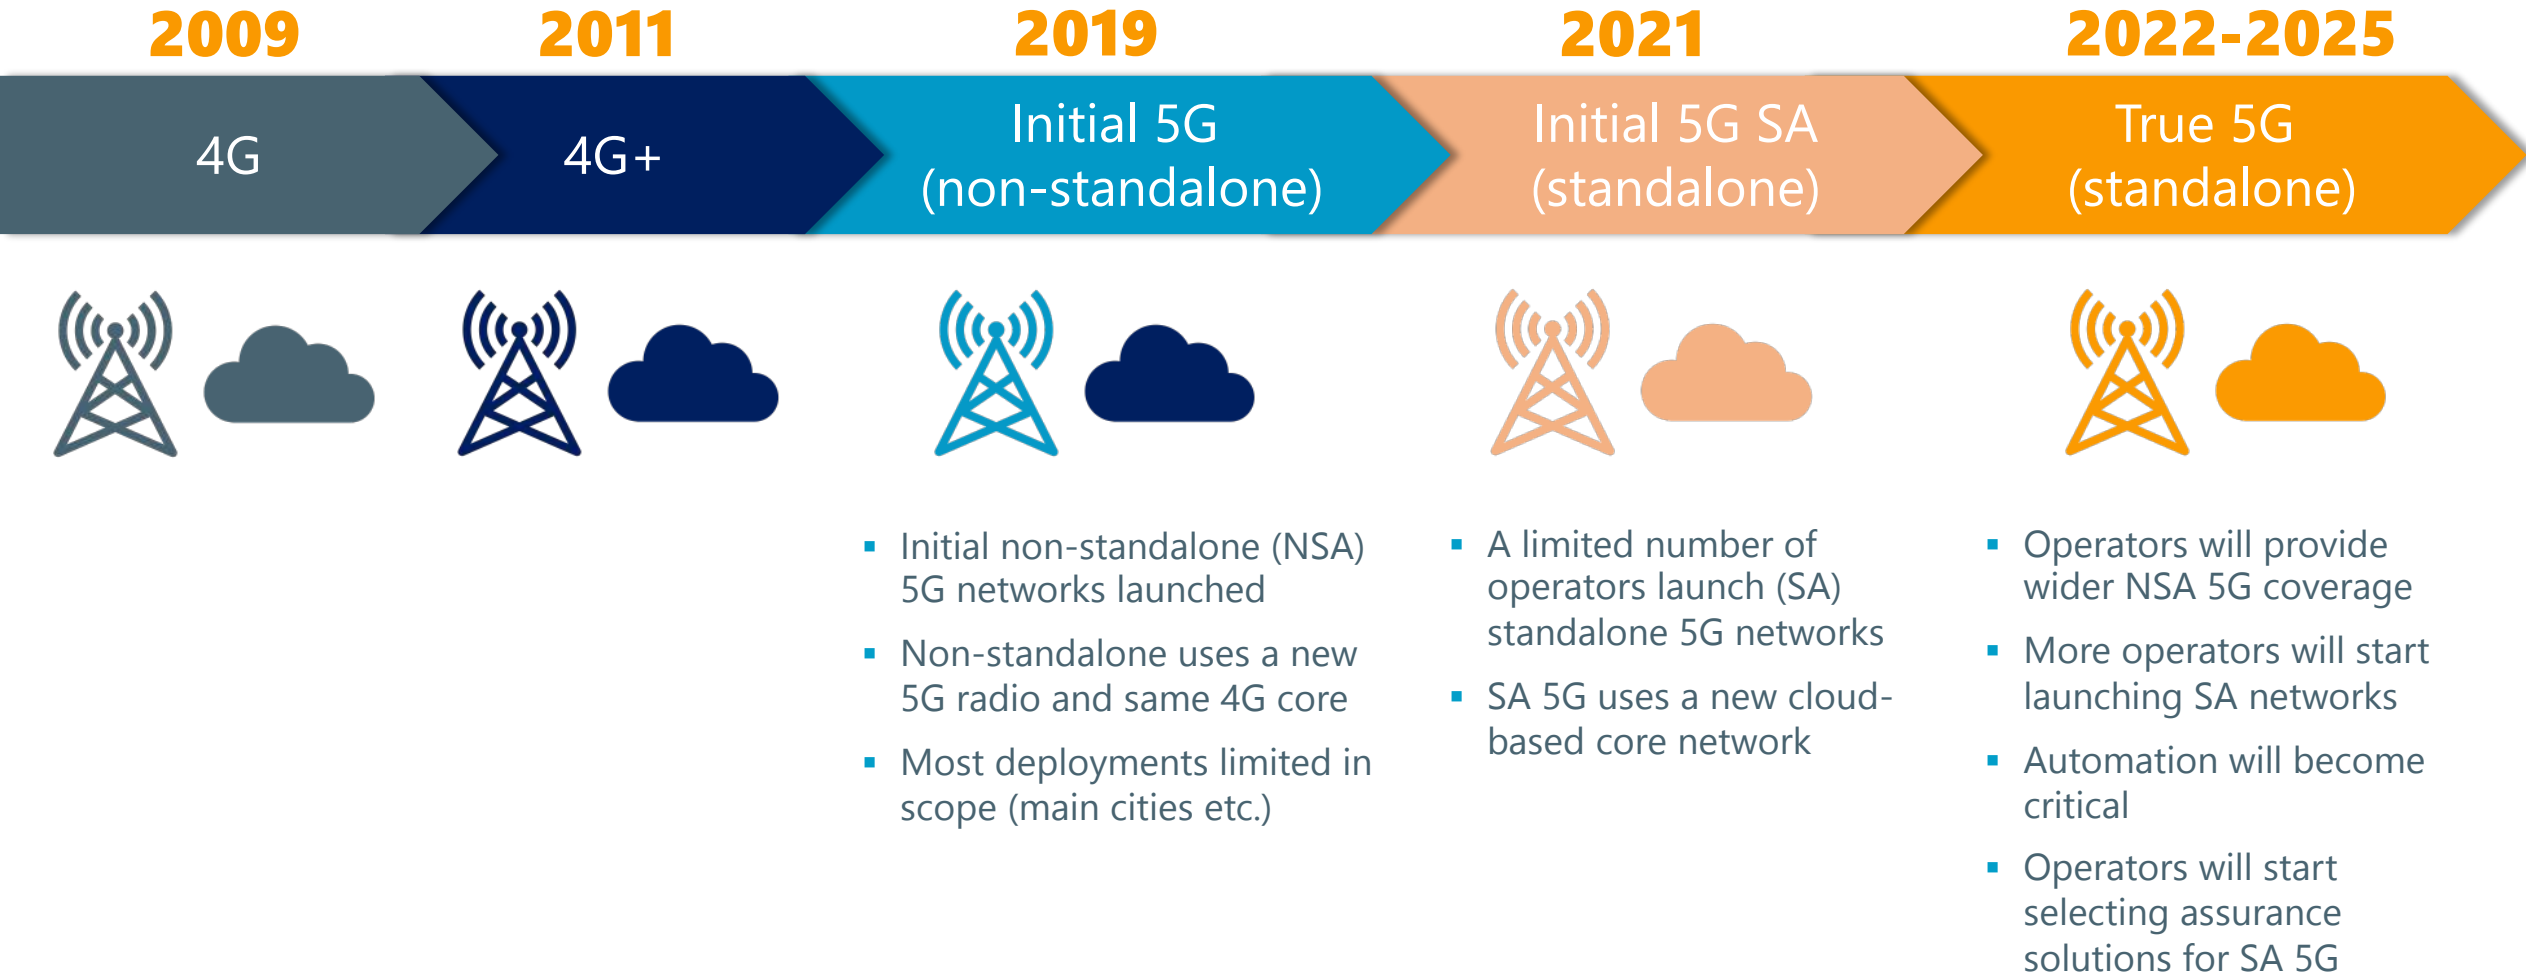 2009
2011
2019
2021
2022-2025
4G
4G+
Initial 5G
(non-standalone)
Initial 5G SA
(standalone)
True 5G
(standalone)
▪ Initial non-standalone (NSA)
5G networks launched
▪ Non-standalone uses a new
5G radio and same 4G core
▪ Most deployments limited in
scope (main cities etc.)
▪ A limited number of
operators launch (SA)
standalone 5G networks
▪ SA 5G uses a new cloud-
based core network
▪ Operators will provide
wider NSA 5G coverage
▪ More operators will start
launching SA networks
▪ Automation will become
critical
▪ Operators will start
selecting assurance
solutions for SA 5G